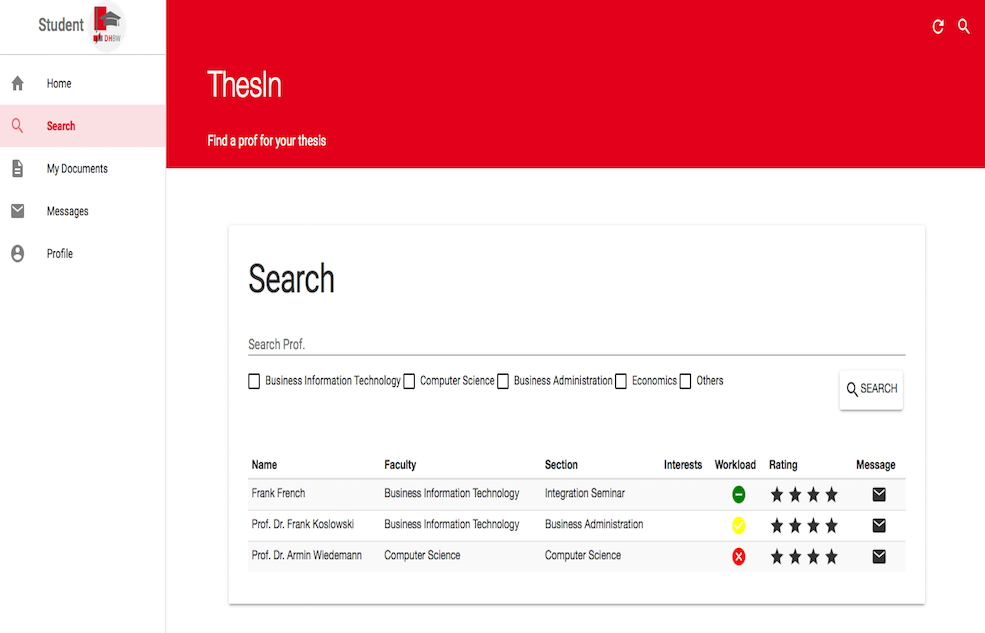 Student
DHBW
Home
Search
My Documents
Messages
Profile
ThesIn
Find a prof for your thesis
Search
Search Prof.
Business Information Technology Computer Science Business Administration Economics Others
SEARCH
Name Faculty Section Interests Workload Rating Message
Frank French Business Information Technology Integration Seminar
Prof. Dr. Frank Koslowski Business Information Technology Business Administration
Prof. Dr. Armin Wiedemann Computer Science Computer Science